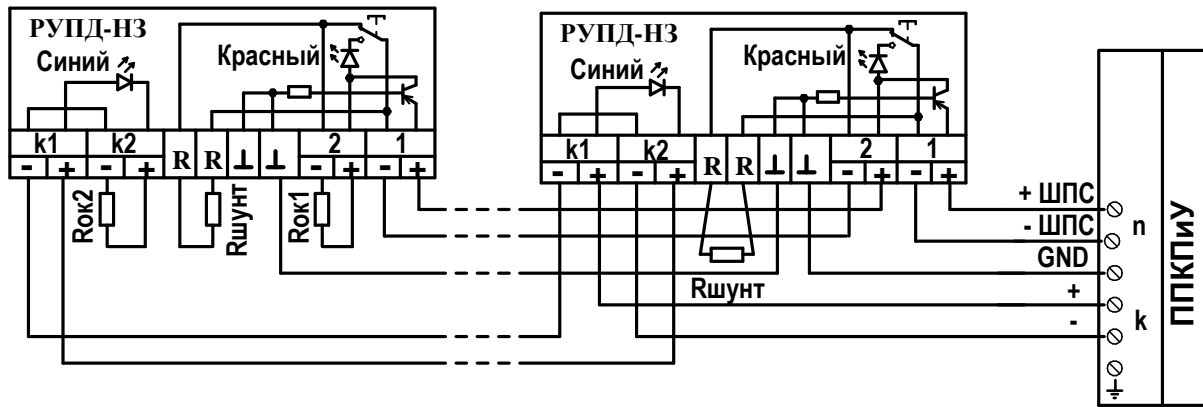 РУПД-НЗ
Синий
Красный
k1 k2 R R ⊥ ⊥ 2 1
- + - + - + - +
Rок2
Rшунт
Rок1
РУПД-НЗ
Синий
Красный
k1 k2 R R ⊥ ⊥ 2 1
- + - + - + - +
Rшунт
+ ШПС
- ШПС
GND
+
-
n
k
ППКПиУ